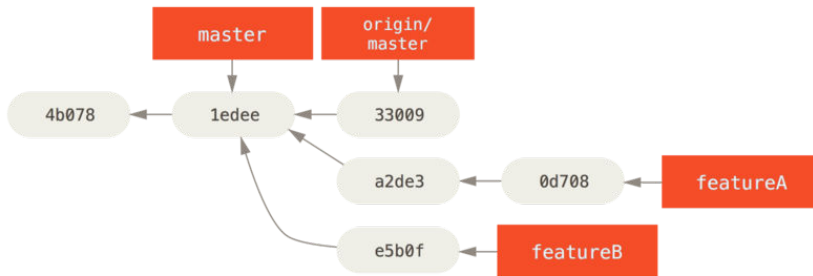 master
origin/
master
4b078
1edee
33009
a2de3
0d708
featureA
e5b0f
featureB